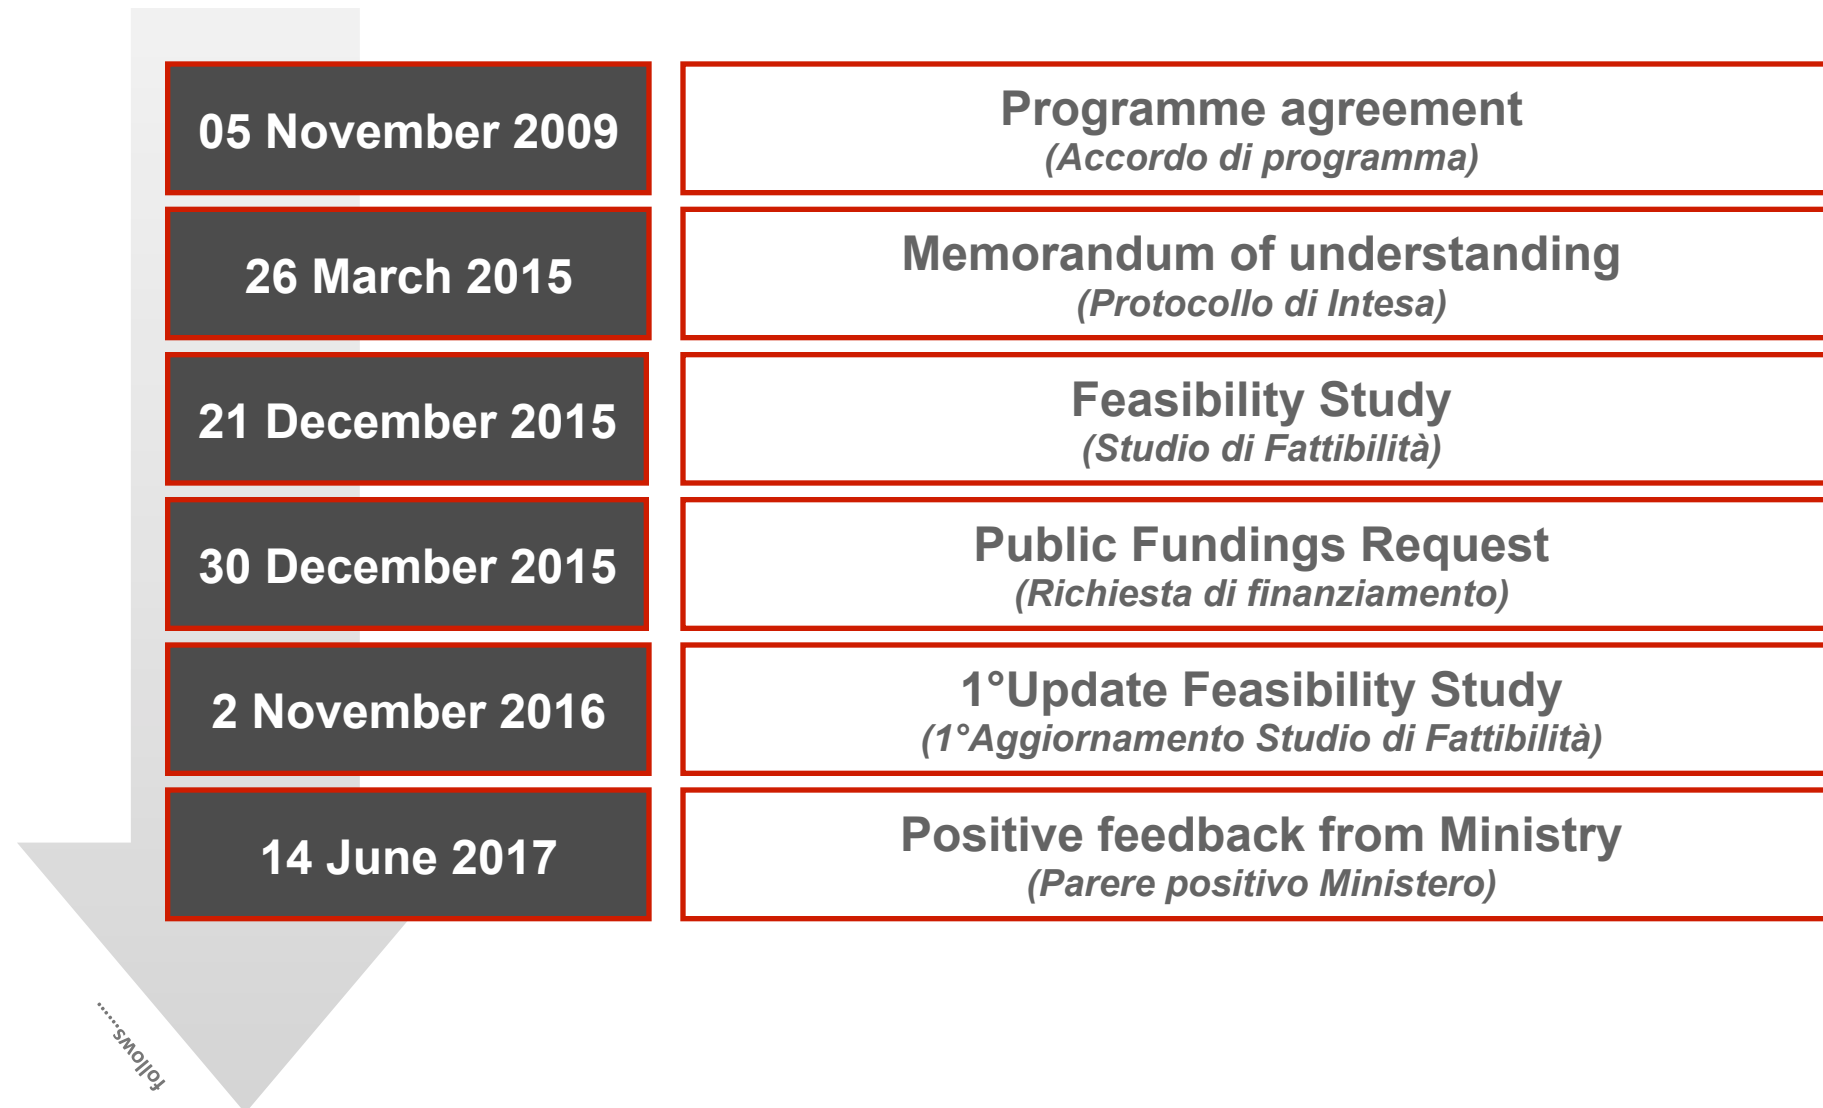 05 November 2009
Programme agreement
(Accordo di programma)
26 March 2015
Memorandum of understanding
(Protocollo di Intesa)
21 December 2015
Feasibility Study
(Studio di Fattibilità)
30 December 2015
Public Fundings Request
(Richiesta di finanziamento)
2 November 2016
1°Update Feasibility Study
(1°Aggiornamento Studio di Fattibilità)
14 June 2017
Positive feedback from Ministry
(Parere positivo Ministero)
follows.......